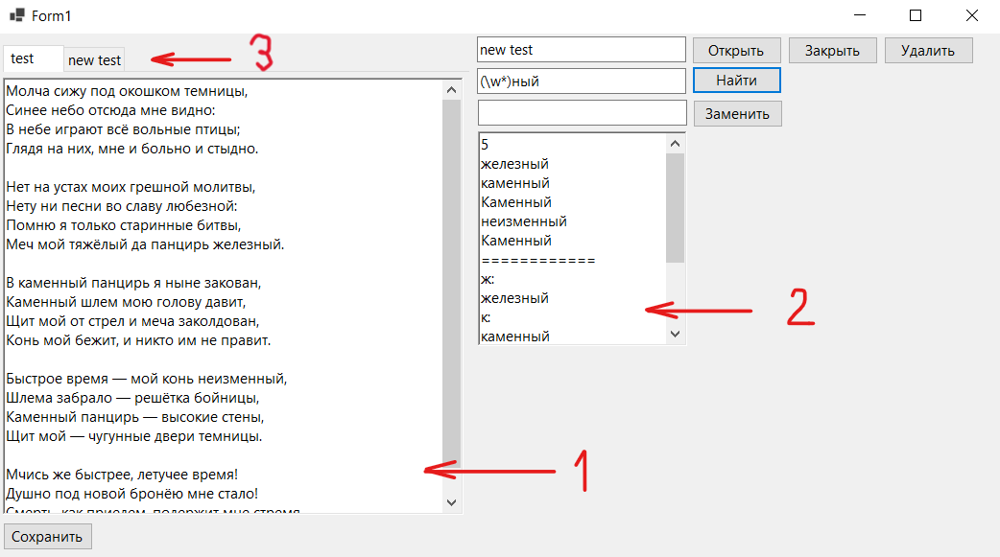 Form1
test
new test
3
new test
Открыть
Закрыть
Удалить
(\w*)ный
Найти
Заменить
Молча сижу под окошком темницы,
Синее небо отсюда мне видно:
В небе играют всё вольные птицы;
Глядя на них, мне и больно и стыдно.
Нет на устах моих грешной молитвы,
Нету ни песни во славу любезной:
Помню я только старинные битвы,
Меч мой тяжёлый да панцирь железный.
В каменный панцирь я ныне закован,
Каменный шлем мою голову давит,
Щит мой от стрел и меча заколдован,
Конь мой бежит, и никто им не правит.
Быстрое время — мой конь неизменный,
Шлема забрало — решётка бойницы,
Каменный панцирь — высокие стены,
Щит мой — чугунные двери темницы.
Мчись же быстрее, летучее время!
Душно под новой бронёю мне стало!
Смерть, как приедем, подержит мне стремя
5
железный
каменный
Каменный
неизменный
Каменный
============
ж:
железный
к:
каменный
2
1
Сохранить